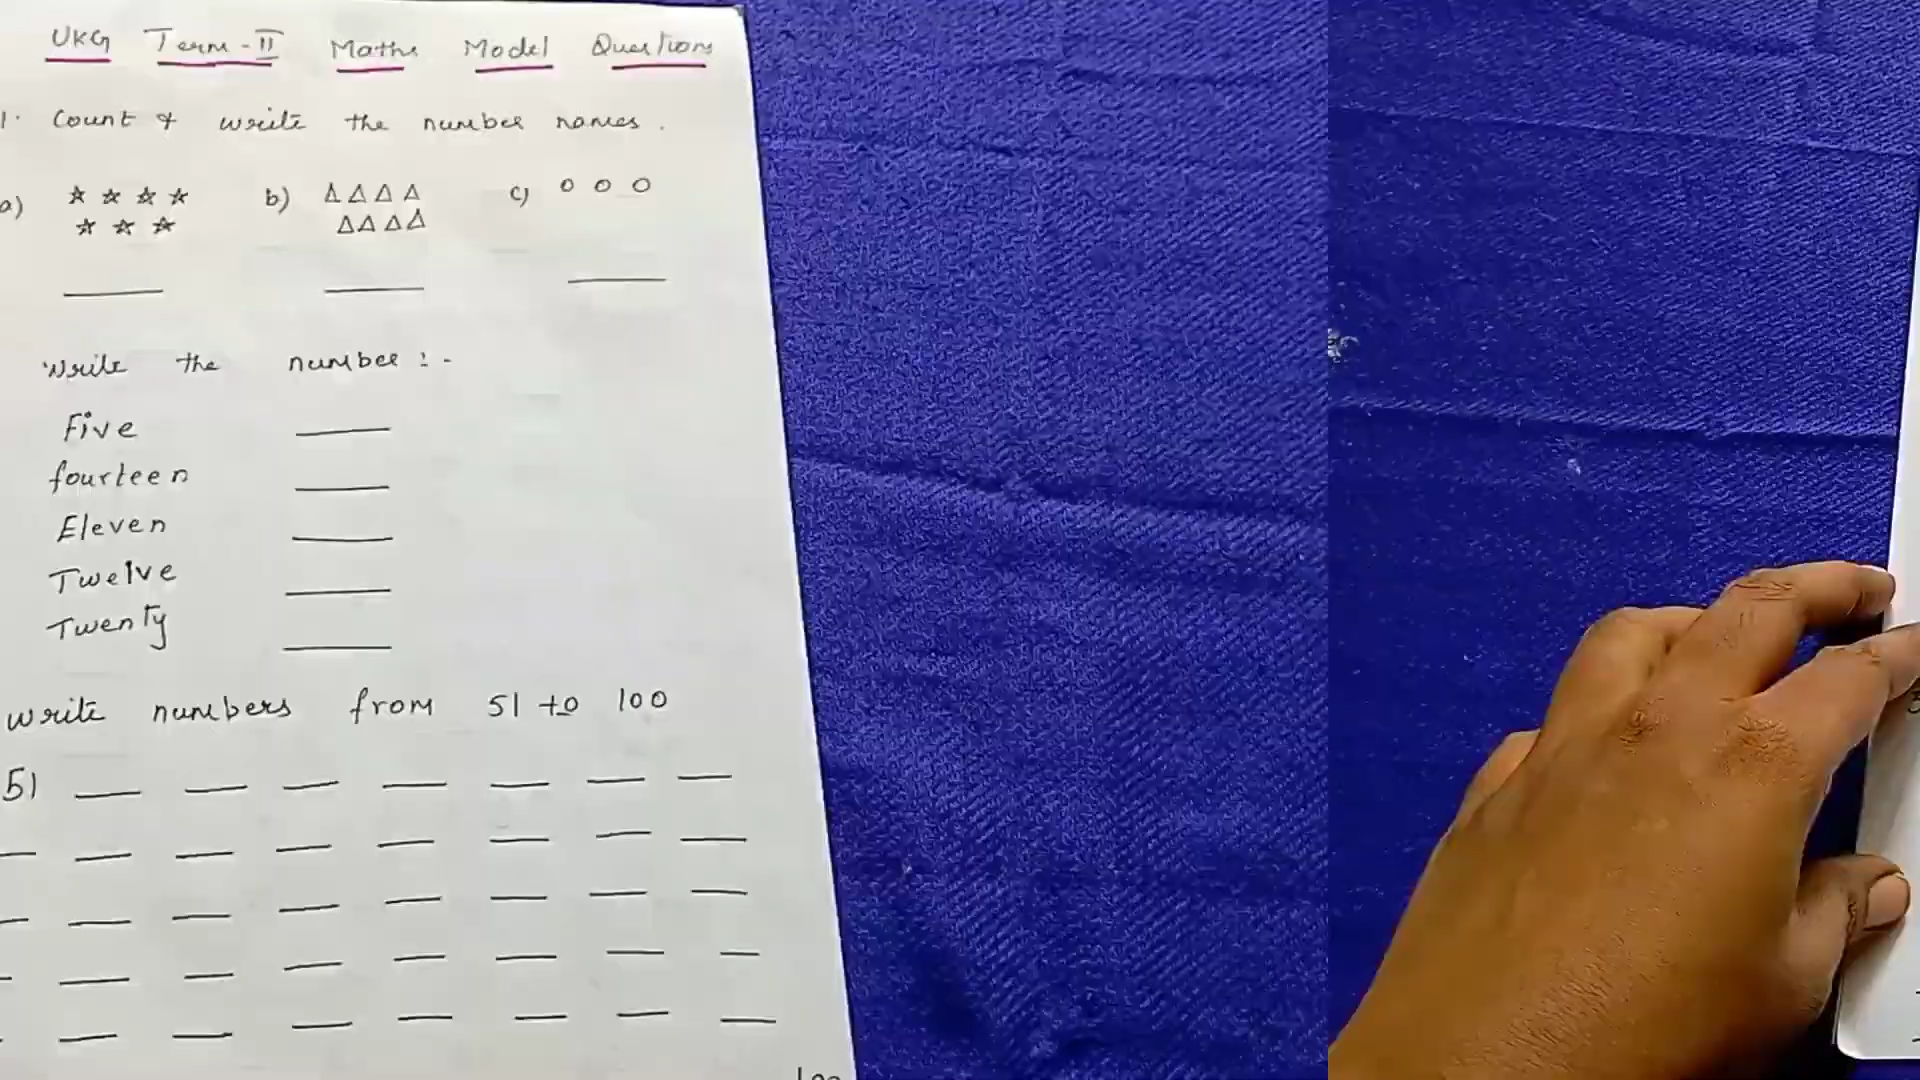 UKG Term-II Maths Model Questions
1. Count & write the number names.
a) b) c)
Write the number :-
Five
fourteen
Eleven
Twelve
Twenty
write numbers from 51 to 100
51